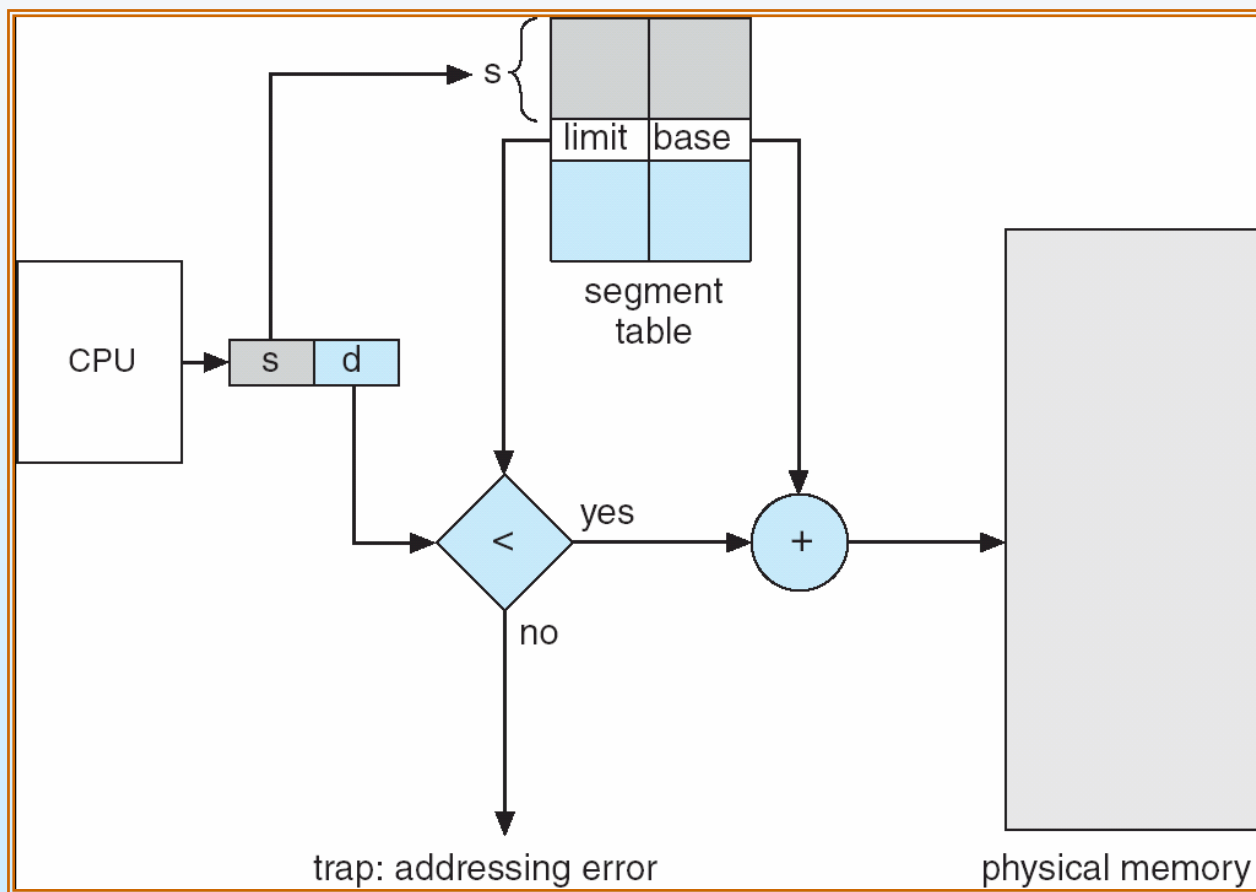 s
limit base
segment
table
CPU
s d
yes
<
+
no
trap: addressing error
physical memory